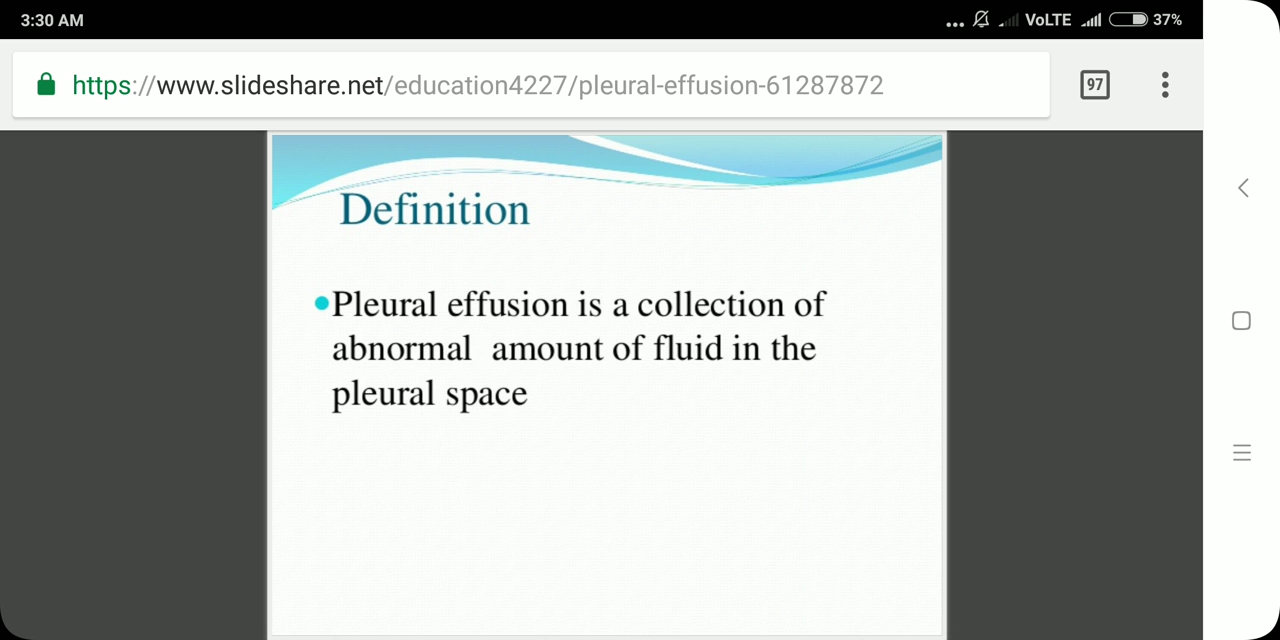 3:30 AM
... VoLTE 37%
https://www.slideshare.net/education4227/pleural-effusion-61287872
97
Definition
Pleural effusion is a collection of
abnormal amount of fluid in the
pleural space